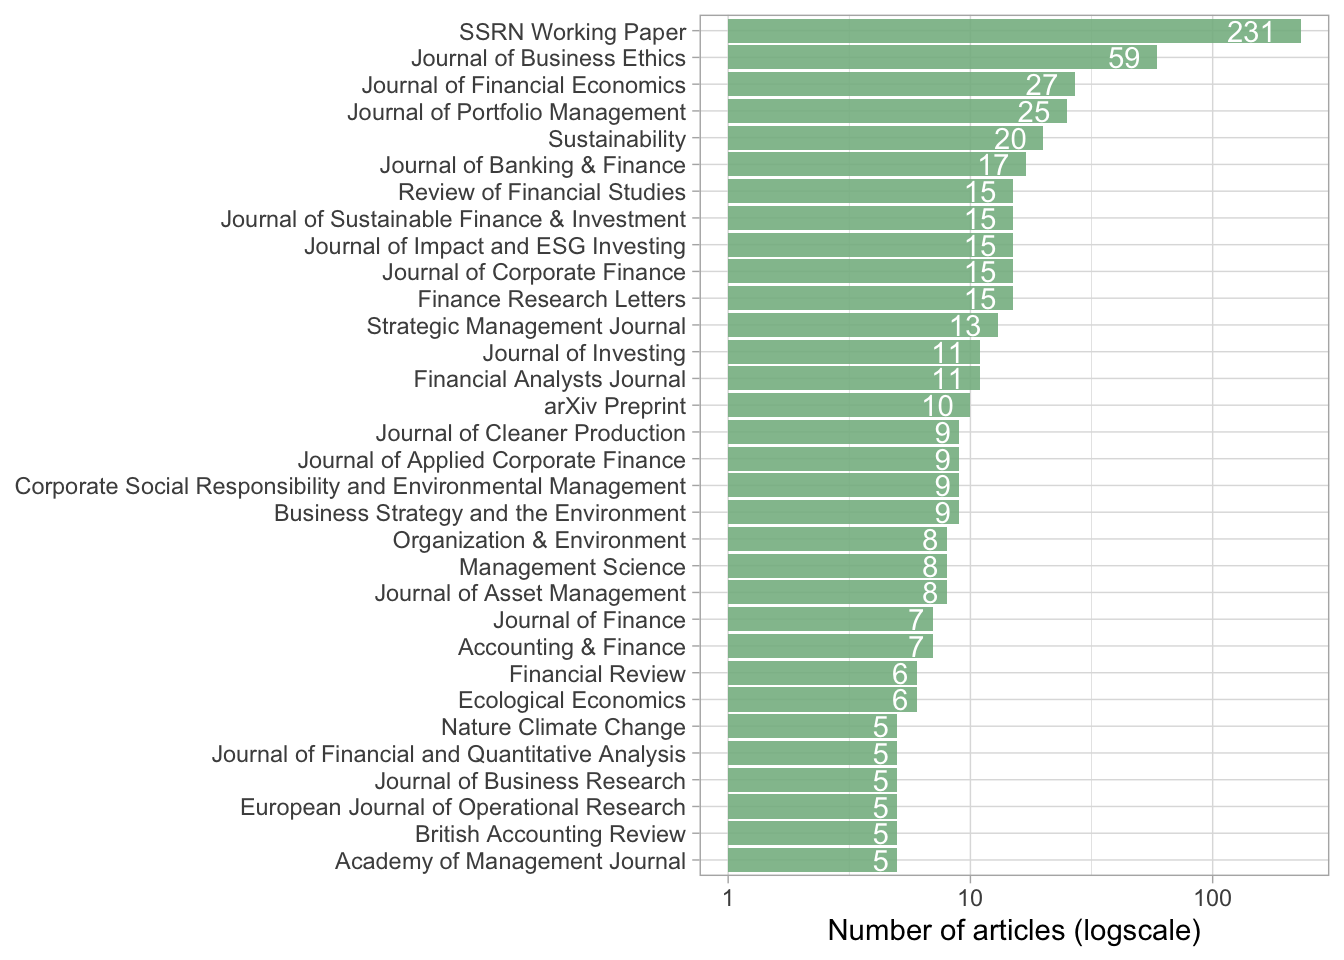 SSRN Working Paper 231
Journal of Business Ethics 59
Journal of Financial Economics 27
Journal of Portfolio Management 25
Sustainability 20
Journal of Banking & Finance 17
Review of Financial Studies 15
Journal of Sustainable Finance & Investment 15
Journal of Impact and ESG Investing 15
Journal of Corporate Finance 15
Finance Research Letters 15
Strategic Management Journal 13
Journal of Investing 11
Financial Analysts Journal 11
arXiv Preprint 10
Journal of Cleaner Production 9
Journal of Applied Corporate Finance 9
Corporate Social Responsibility and Environmental Management 9
Business Strategy and the Environment 9
Organization & Environment 8
Management Science 8
Journal of Asset Management 8
Journal of Finance 7
Accounting & Finance 7
Financial Review 6
Ecological Economics 6
Nature Climate Change 5
Journal of Financial and Quantitative Analysis 5
Journal of Business Research 5
European Journal of Operational Research 5
British Accounting Review 5
Academy of Management Journal 5
1 10 100
Number of articles (logscale)